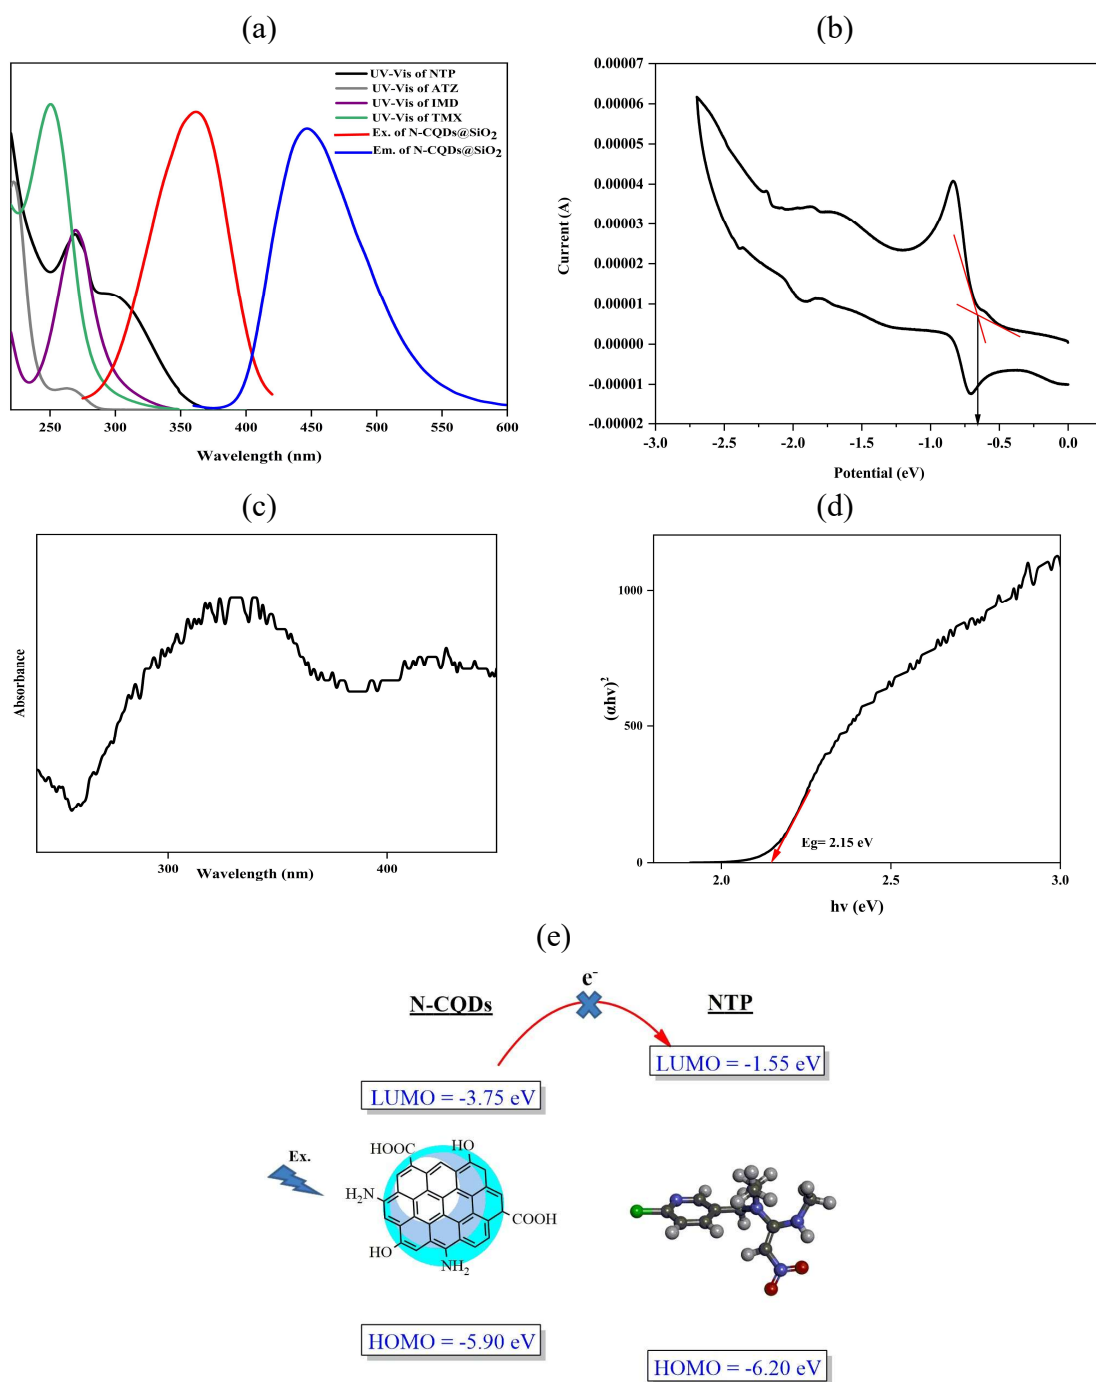 (a)
UV-Vis of NTP
UV-Vis of ATZ
UV-Vis of IMD
UV-Vis of TMX
Ex. of N-CQDs@SiO2
Em. of N-CQDs@SiO2
250 300 350 400 450 500 550 600
Wavelength (nm)
(b)
0.00007
0.00006
0.00005
0.00004
0.00003
0.00002
0.00001
0.00000
-0.00001
-0.00002
Current (A)
-3.0 -2.5 -2.0 -1.5 -1.0 -0.5 0.0
Potential (eV)
(c)
Absorbance
300 400
Wavelength (nm)
(d)
1000
500
0
(αhν)2
Eg= 2.15 eV
2.0 2.5 3.0
hν (eV)
(e)
e-
N-CQDs
NTP
LUMO = -1.55 eV
LUMO = -3.75 eV
Ex.
HOOC
HO
H2N
COOH
HO
NH2
HOMO = -5.90 eV
HOMO = -6.20 eV